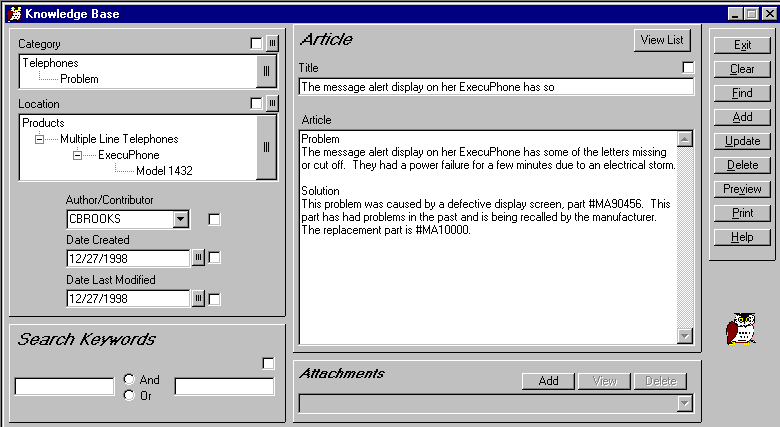 Knowledge Base
Category
Telephones
Problem
Location
Products
Multiple Line Telephones
ExecuPhone
Model 1432
Author/Contributor
CBROOKS
Date Created
12/27/1998
Date Last Modified
12/27/1998
Search Keywords
And
Or
Article
View List
Title
The message alert display on her ExecuPhone has so
Article
Problem
The message alert display on her ExecuPhone has some of the letters missing
or cut off.  They had a power failure for a few minutes due to an electrical storm.
Solution
This problem was caused by a defective display screen, part #MA90456.  This
part has had problems in the past and is being recalled by the manufacturer.
The replacement part is #MA10000.
Attachments
Add View Delete
Exit
Clear
Find
Add
Update
Delete
Preview
Print
Help